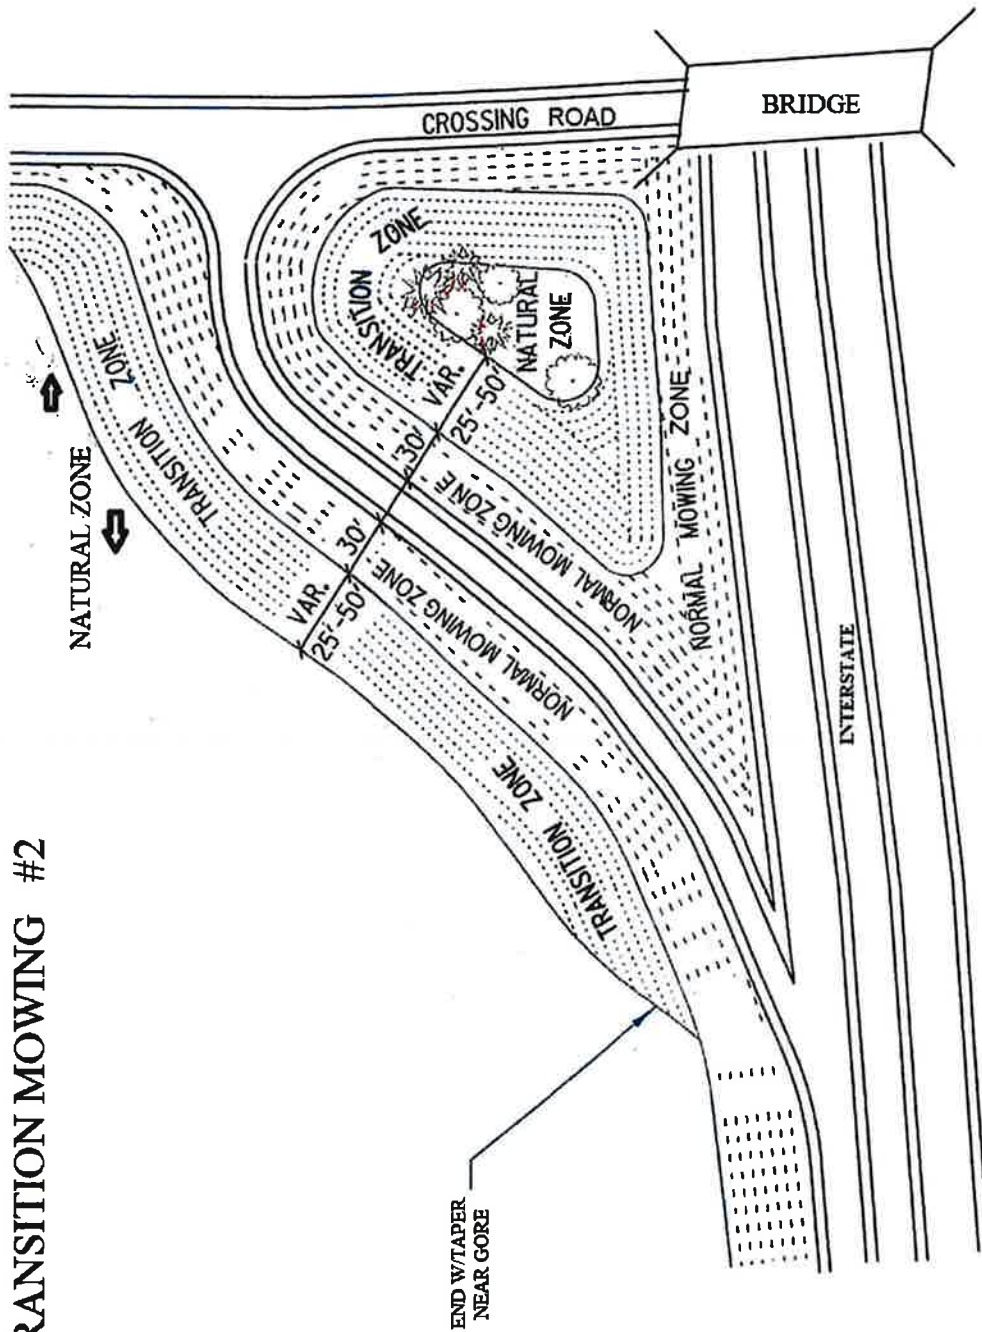 RANSITION MOWING #2
CROSSING ROAD
BRIDGE
NATURAL ZONE
TRANSITION ZONE
TRANSITION ZONE
NATURAL
ZONE
VAR.
25'-50'
30'
30'
VAR.
25'-50'
NORMAL MOWING ZONE
NORMAL MOWING ZONE
NORMAL MOWING ZONE
TRANSITION ZONE
INTERSTATE
END W/TAPER
NEAR GORE